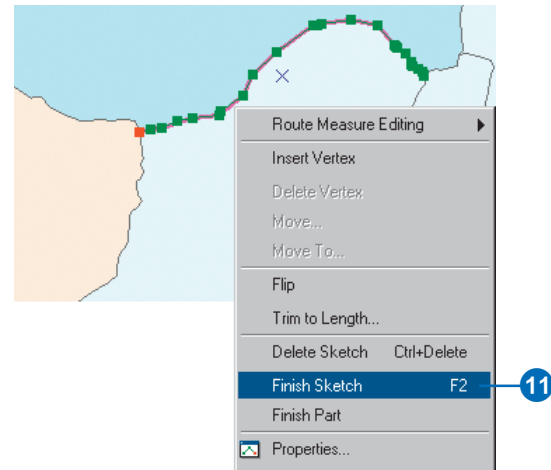 Route Measure Editing
Insert Vertex
Delete Vertex
Move...
Move To...
Flip
Trim to Length...
Delete Sketch Ctrl+Delete
Finish Sketch F2
11
Finish Part
Properties...